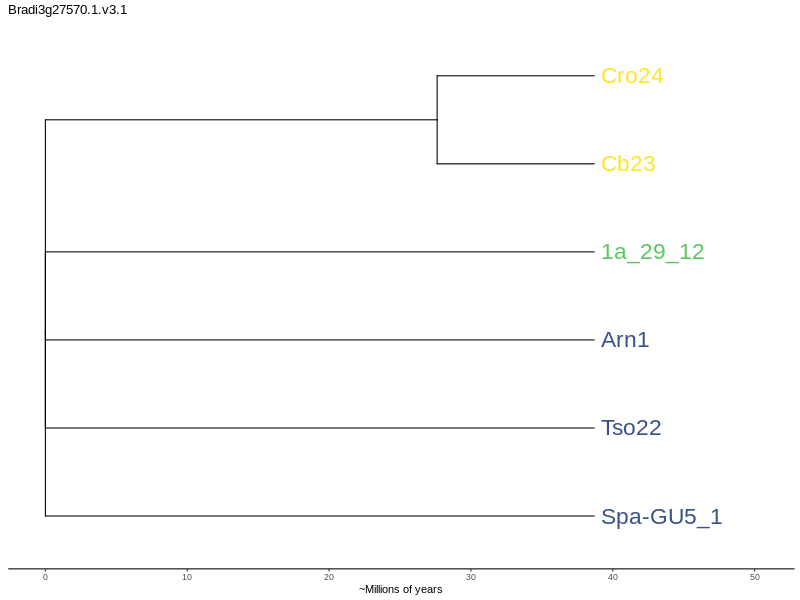 Bradi3g27570.1.v3.1
Cro24
Cb23
1a_29_12
Arn1
Tso22
Spa-GU5_1
0 10 20 30 40 50
~Millions of years